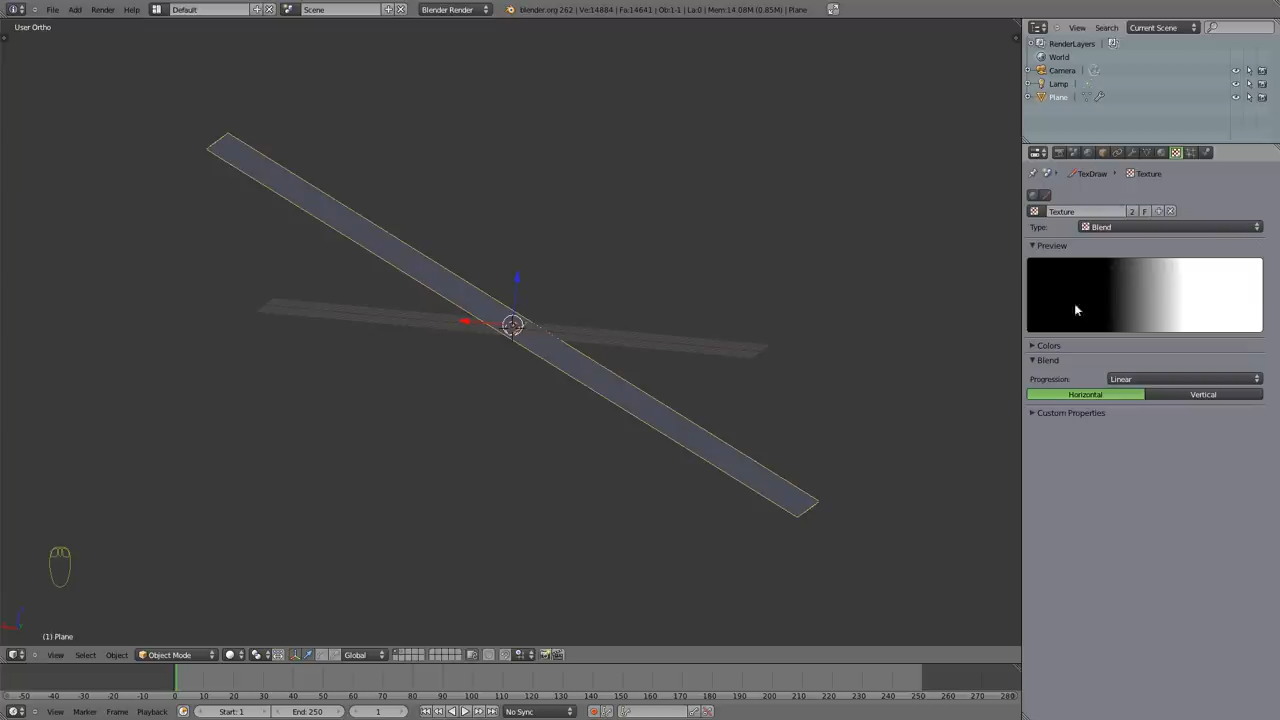 File Add Render Help Default Scene Blender Render blender.org 262 | Ve:14884 | Fa:14641 | Ob:1-1 | La:0 | Mem:14.08M (0.85M) | Plane
User Ortho
View Search Current Scene
RenderLayers
World
Camera
Lamp
Plane
TexDraw Texture
Texture 2 F
Type: Blend
Preview
Colors
Blend
Progression: Linear
Horizontal Vertical
Custom Properties
(1) Plane
View Select Object Object Mode Global
-50 -40 -30 -20 -10 0 10 20 30 40 50 60 70 80 90 100 110 120 130 140 150 160 170 180 190 200 210 220 230 240 250 260 270 280
View Marker Frame Playback Start: 1 End: 250 1 No Sync